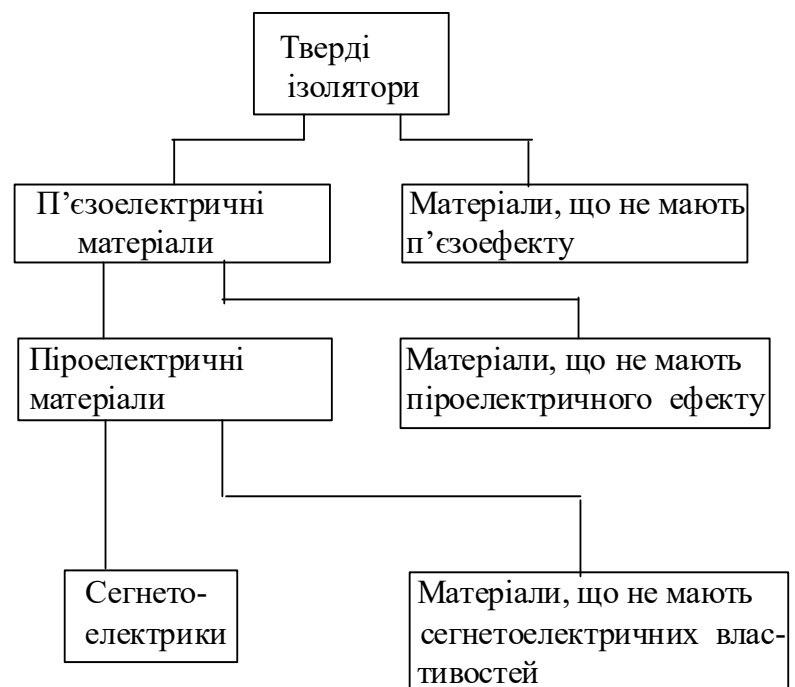 Тверді
ізолятори
П’єзоелектричні
матеріали
Матеріали, що не мають
п’єзоефекту
Піроелектричні
матеріали
Матеріали, що не мають
піроелектричного ефекту
Сегнето-
електрики
Матеріали, що не мають
сегнетоелектричних влас-
тивостей